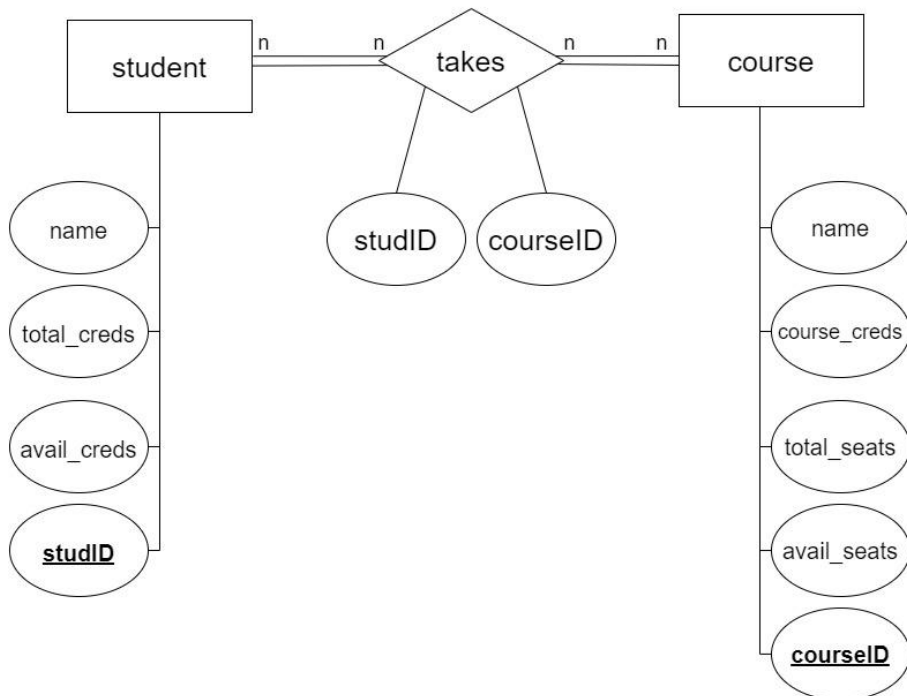 student
n
n
takes
n
n
course
studID
courseID
name
total_creds
avail_creds
studID
name
course_creds
total_seats
avail_seats
courseID